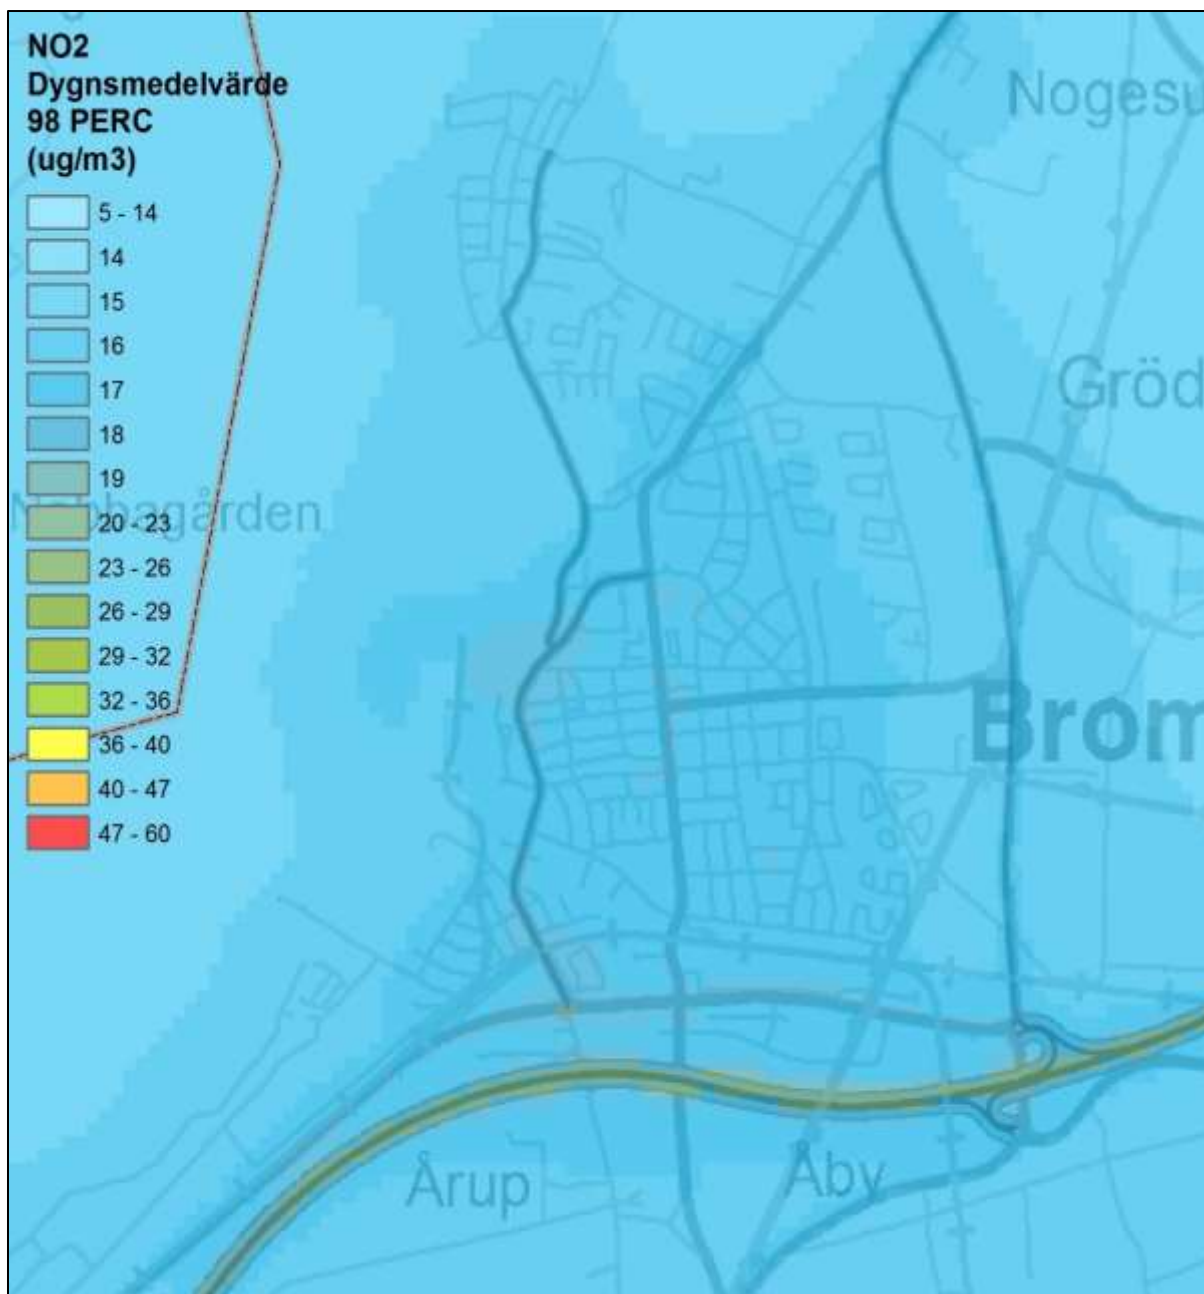 NO2
Dygnsmedelvärde
98 PERC
(ug/m3)
5 - 14
14
15
16
17
18
19
20 - 23
23 - 26
26 - 29
29 - 32
32 - 36
36 - 40
40 - 47
47 - 60
Nogesu
Gröd
Nabbagården
Brom
Årup
Åby